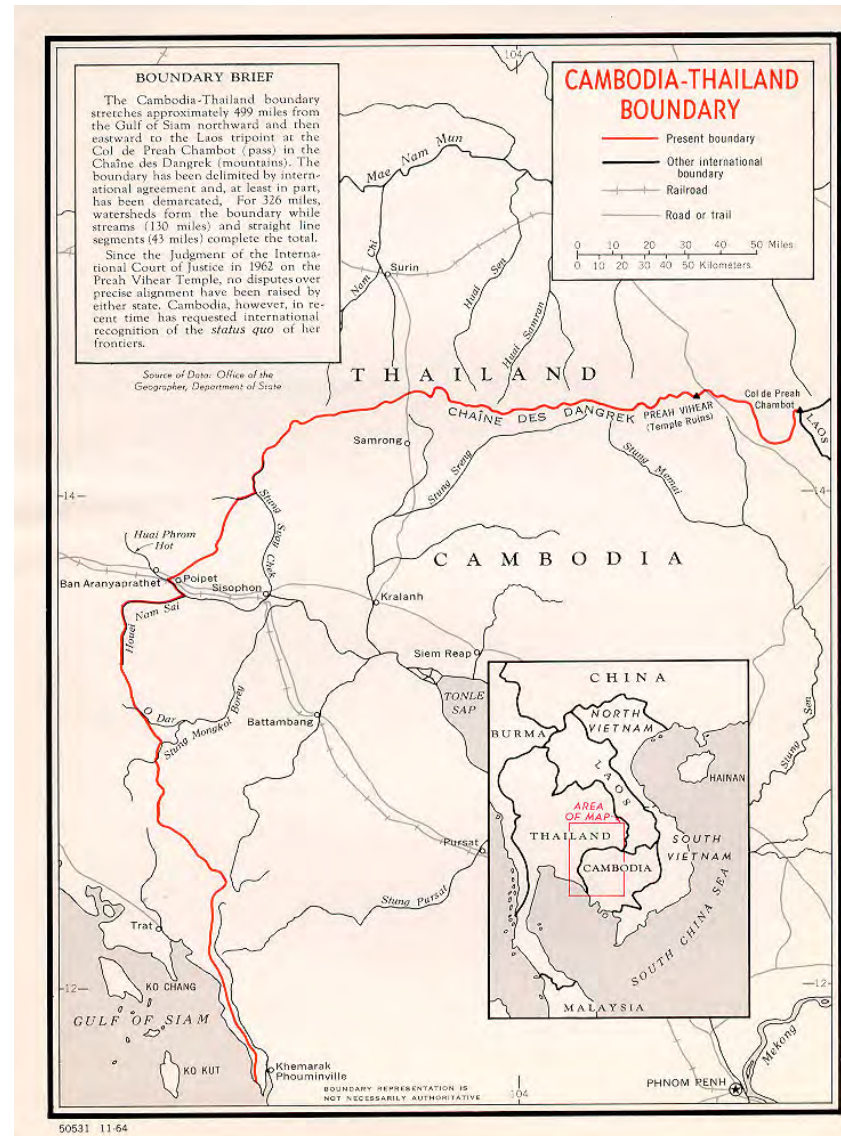 BOUNDARY BRIEF
The Cambodia-Thailand boundary
stretches approximately 499 miles from
the Gulf of Siam northward and then
eastward to the Laos tripoint at the
Col de Preah Chambot (pass) in the
Chaîne des Dangrek (mountains). The
boundary has been delimited by intern-
ational agreement and, at least in part,
has been demarcated, For 326 miles,
watersheds form the boundary while
streams (130 miles) and straight line
segments (43 miles) complete the total.
Since the Judgment of the Interna-
tional Court of Justice in 1962 on the
Preah Vihear Temple, no disputes over
precise alignment have been raised by
either state. Cambodia, however, in re-
cent time has requested international
recognition of the status quo of her
frontiers.
Source of Data: Office of the
Geographer, Department of State
104
CAMBODIA-THAILAND
BOUNDARY
Present boundary
Other international
boundary
Railroad
Road or trail
0 10 20 30 40 50 Miles
0 10 20 30 40 50 Kilometers
Mae Nam Mun
Nam Chi
Surin
Huai San
Huai Samran
THAILAND
CHAÎNE DES DANGREK
PREAH VIHEAR
(Temple Ruins)
Col de Preah
Chambot
LAOS
Samrong
Stung Sreng
Stung Memai
14
14
Stung Sway Chek
Huai Phrom
Hot
CAMBODIA
Ban Aranyaprathet
Poipet
Sisophon
Kralanh
Houei Nam Sai
Siem Reap
TONLE
SAP
Dar
Stung Mongkol Borey
Battambang
Stung Sen
Pursat
Stung Pursat
Trat
12
12
KO CHANG
GULF OF SIAM
KO KUT
Khemarak
Phouminville
CHINA
NORTH
VIETNAM
BURMA
LAOS
HAINAN
AREA
OF MAP
THAILAND
SOUTH
VIETNAM
CAMBODIA
SOUTH CHINA SEA
MALAYSIA
Mekong
PHNOM PENH
BOUNDARY REPRESENTATION IS
NOT NECESSARILY AUTHORITATIVE
104
50531 11-64